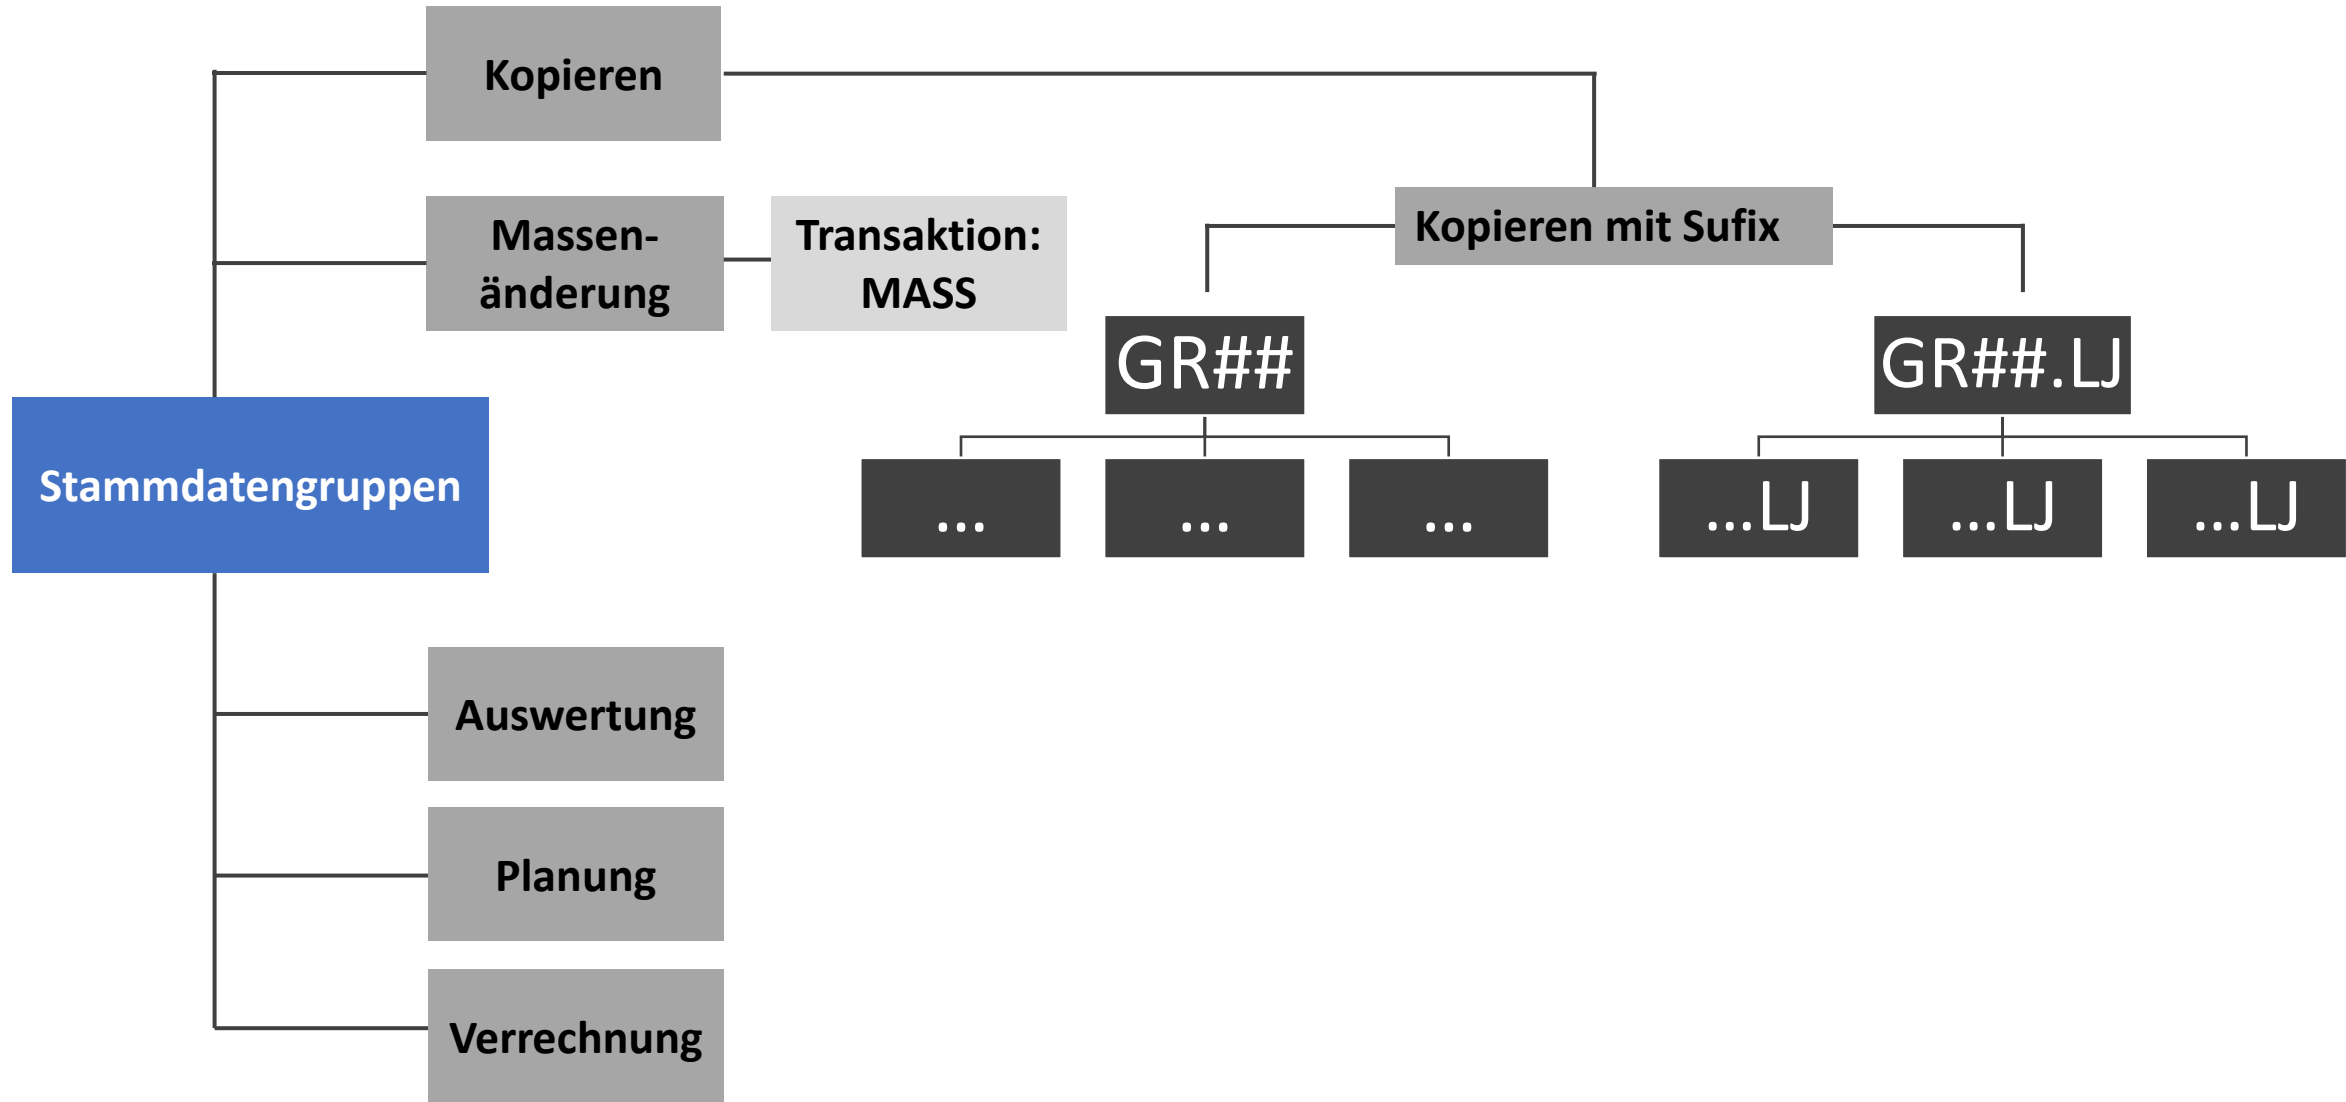 Kopieren
Massen-
änderung
Transaktion:
MASS
Kopieren mit Sufix
GR##
GR##.LJ
...
...
...
...LJ
...LJ
...LJ
Stammdatengruppen
Auswertung
Planung
Verrechnung